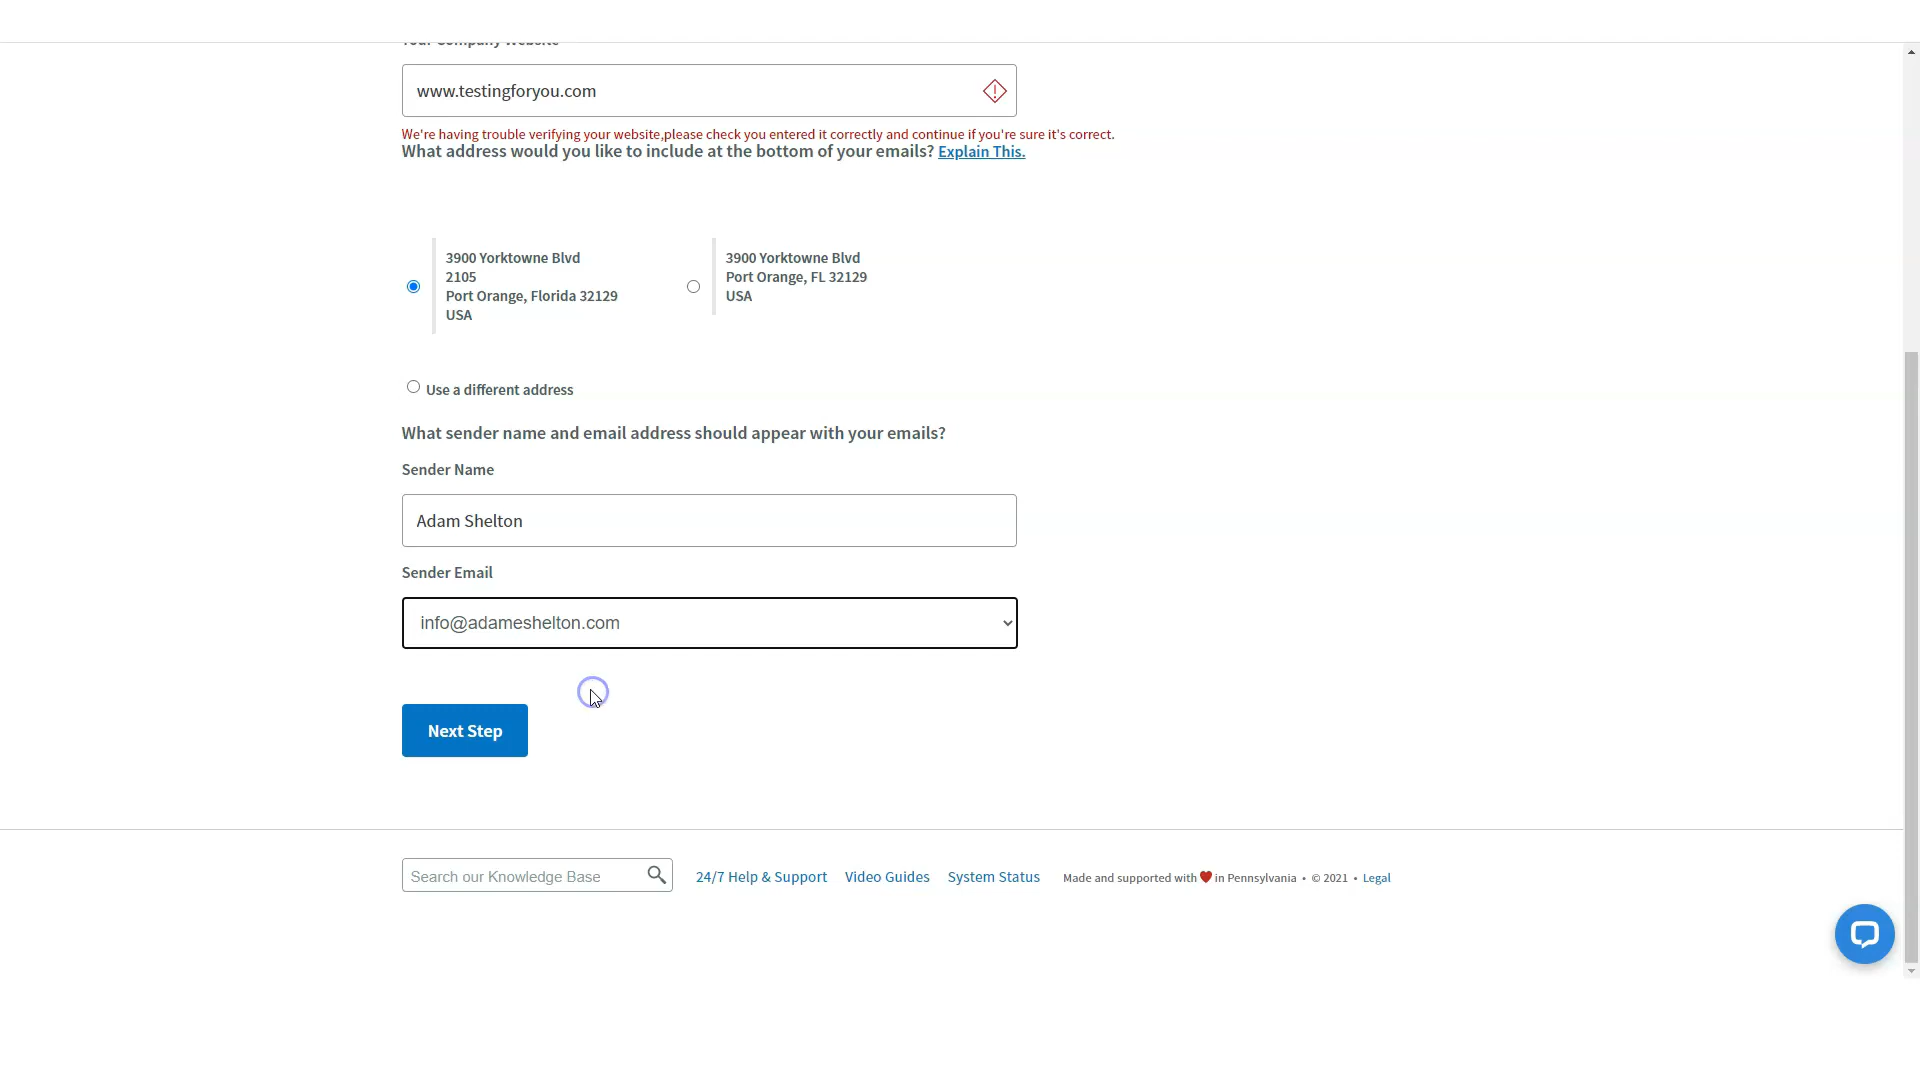 Your Company Website
www.testingforyou.com
We're having trouble verifying your website,please check you entered it correctly and continue if you're sure it's correct.
What address would you like to include at the bottom of your emails? Explain This.
3900 Yorktowne Blvd
2105
Port Orange, Florida 32129
USA
3900 Yorktowne Blvd
Port Orange, FL 32129
USA
Use a different address
What sender name and email address should appear with your emails?
Sender Name
Adam Shelton
Sender Email
info@adameshelton.com
Next Step
Search our Knowledge Base
24/7 Help & Support
Video Guides
System Status
Made and supported with ❤ in Pennsylvania • © 2021 • Legal